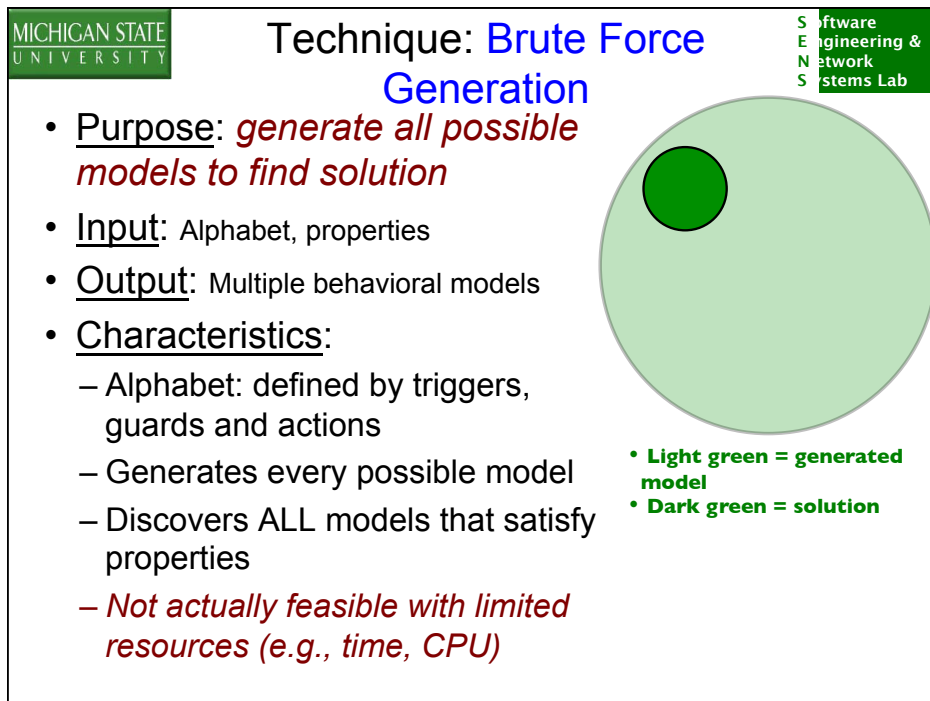 MICHIGAN STATE
UNIVERSITY
Technique: Brute Force
Generation
Software
Engineering &
Network
Systems Lab
• Purpose: generate all possible
models to find solution
• Input: Alphabet, properties
• Output: Multiple behavioral models
• Characteristics:
– Alphabet: defined by triggers,
guards and actions
– Generates every possible model
– Discovers ALL models that satisfy
properties
– Not actually feasible with limited
resources (e.g., time, CPU)
• Light green = generated
model
• Dark green = solution